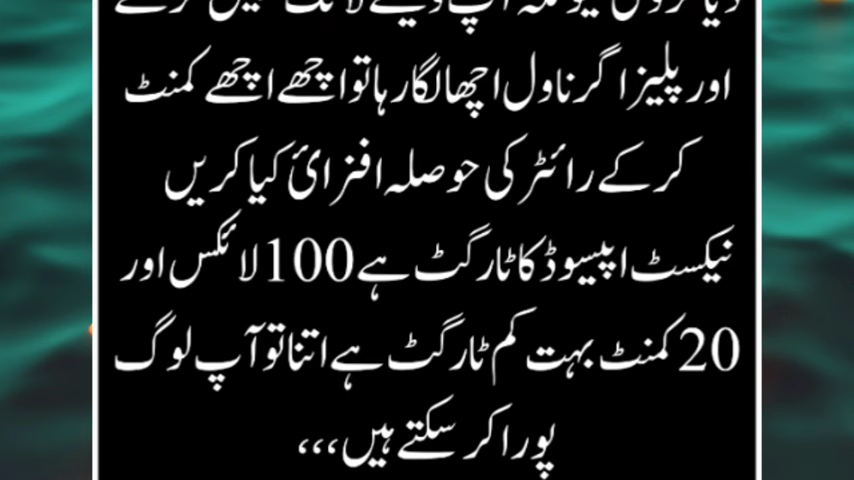 اور پلیز اگر ناول اچھا لگا رہا تو اچھے اچھے کمنٹ
کر کے رائٹر کی حوصلہ افزائ کیا کریں
نیکسٹ اپیسوڈ کا ٹارگٹ ہے 100 لائکس اور
20 کمنٹ بہت کم ٹارگٹ ہے اتنا تو آپ لوگ
پورا کر سکتے ہیں،،،